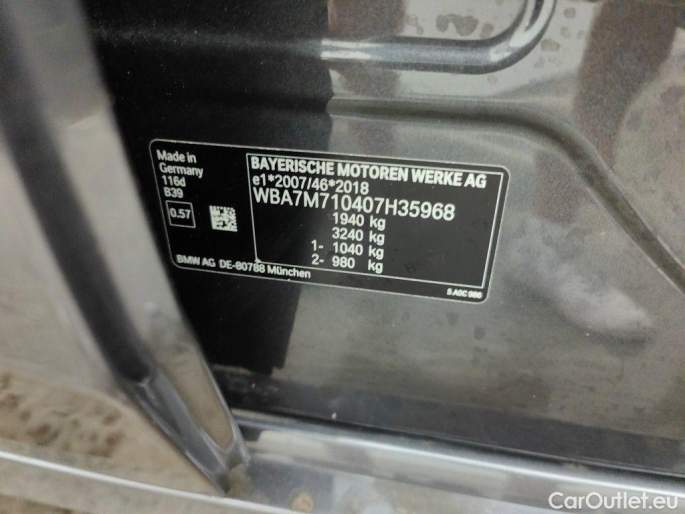 Made in
Germany
116d
B39
0.57
BAYERISCHE MOTOREN WERKE AG
e1*2007/46*2018
WBA7M710407H35968
1940 kg
3240 kg
1- 1040 kg
2- 980 kg
BMW AG DE-80788 München
CarOutlet.eu